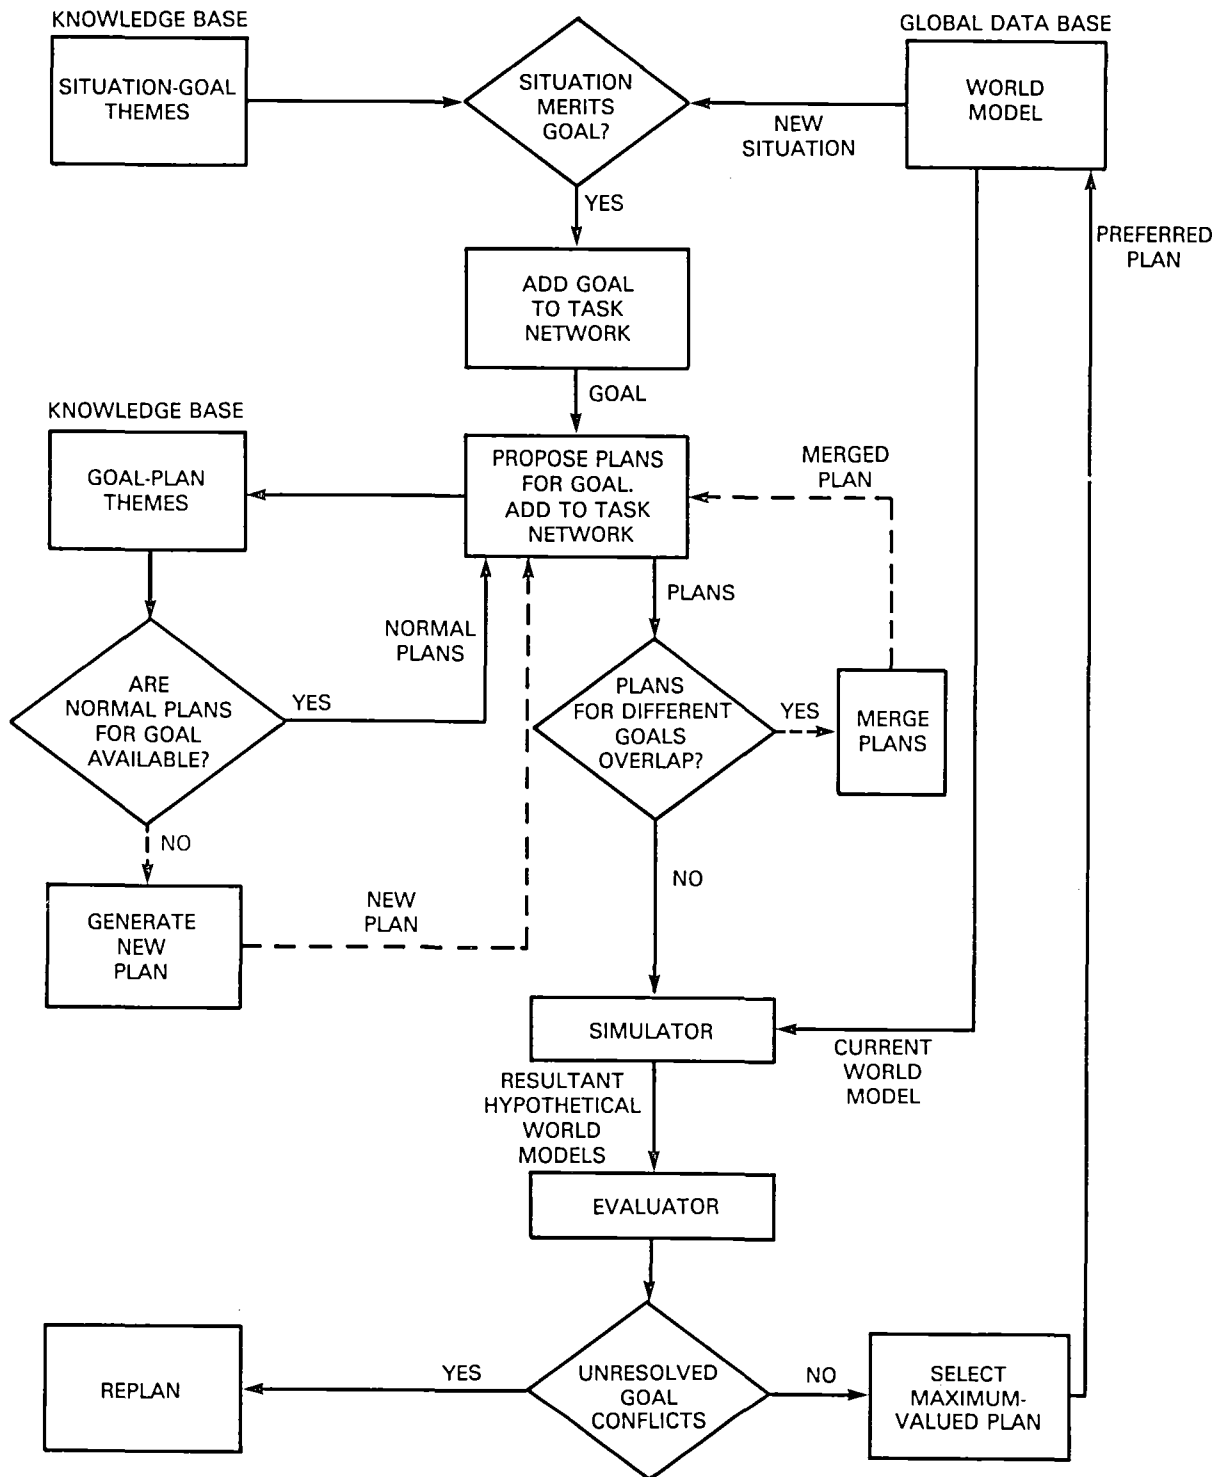 KNOWLEDGE BASE
SITUATION-GOAL
THEMES
SITUATION
MERITS
GOAL?
GLOBAL DATA BASE
WORLD
MODEL
NEW
SITUATION
YES
PREFERRED
PLAN
ADD GOAL
TO TASK
NETWORK
GOAL
KNOWLEDGE BASE
GOAL-PLAN
THEMES
PROPOSE PLANS
FOR GOAL.
ADD TO TASK
NETWORK
MERGED
PLAN
PLANS
NORMAL
PLANS
ARE
NORMAL PLANS
FOR GOAL
AVAILABLE?
YES
PLANS
FOR DIFFERENT
GOALS
OVERLAP?
YES
MERGE
PLANS
NO
GENERATE
NEW
PLAN
NEW
PLAN
NO
SIMULATOR
CURRENT
WORLD
MODEL
RESULTANT
HYPOTHETICAL
WORLD
MODELS
EVALUATOR
REPLAN
YES
UNRESOLVED
GOAL
CONFLICTS
NO
SELECT
MAXIMUM-
VALUED PLAN